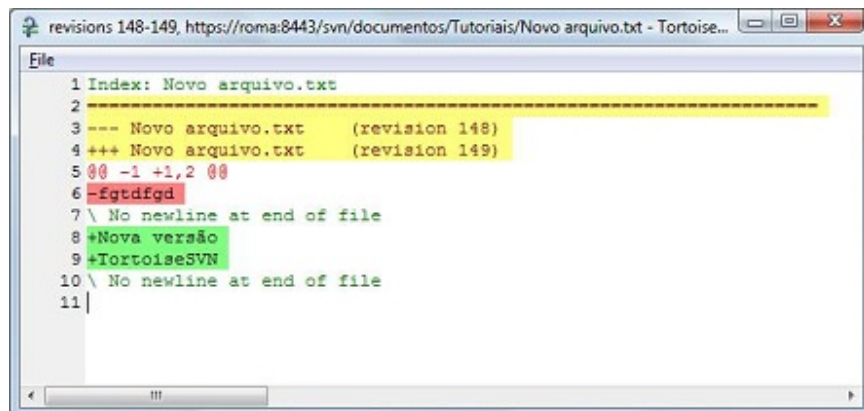 revisions 148-149, https://roma:8443/svn/documentos/Tutoriais/Novo arquivo.txt - Tortoise...
File
1 Index: Novo arquivo.txt
2 ===================================================================
3 --- Novo arquivo.txt (revision 148)
4 +++ Novo arquivo.txt (revision 149)
5 @@ -1 +1,2 @@
6 -fgtdfgd
7 \ No newline at end of file
8 +Nova versão
9 +TortoiseSVN
10 \ No newline at end of file
11